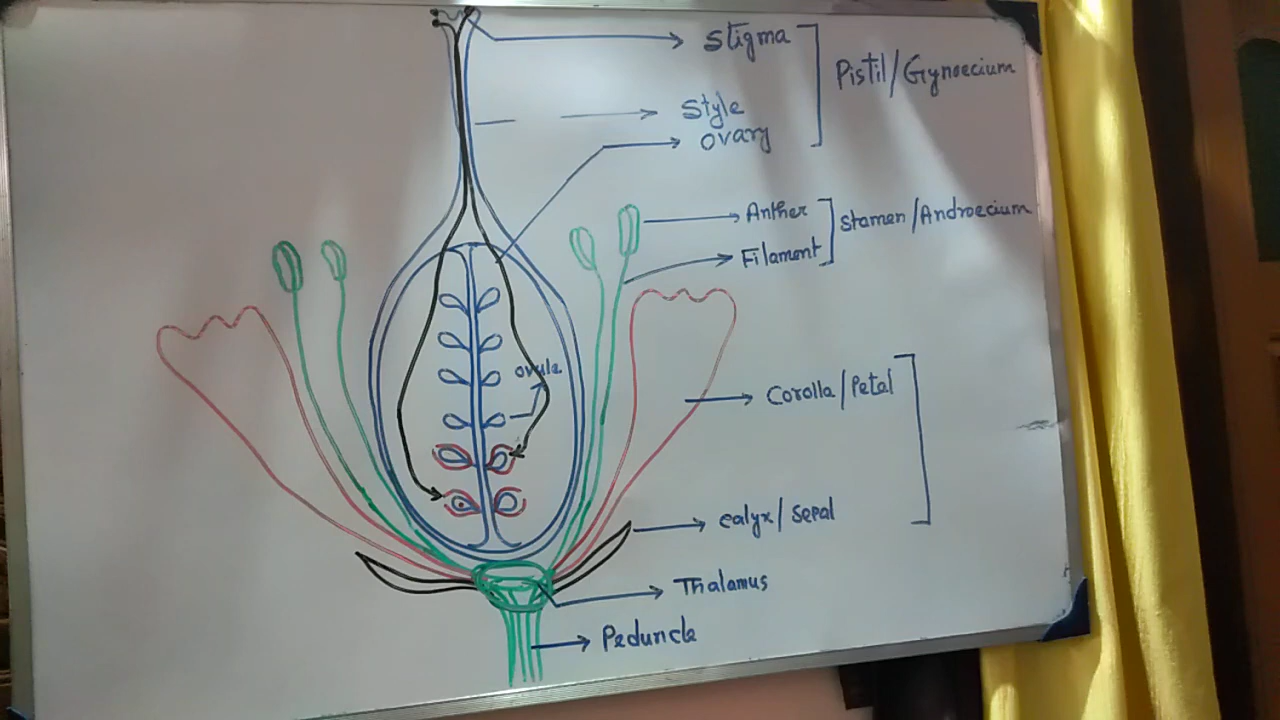 Stigma
Pistil/Gynoecium
Style
Ovary
Anther
Stamen/Androecium
Filament
ovule
Corolla/Petal
calyx/sepal
Thalamus
Peduncle